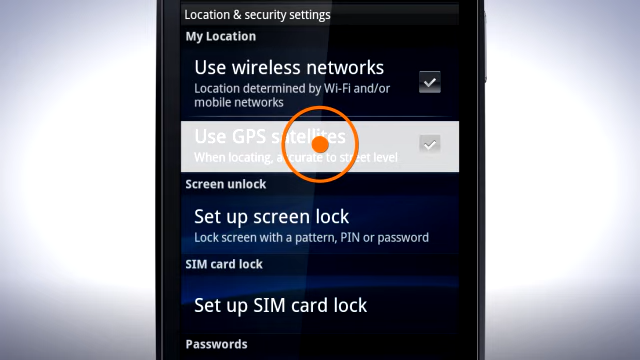 Location & security settings
My Location
Use wireless networks
Location determined by Wi-Fi and/or
mobile networks
Use GPS satellites
When locating, accurate to street level
Screen unlock
Set up screen lock
Lock screen with a pattern, PIN or password
SIM card lock
Set up SIM card lock
Passwords